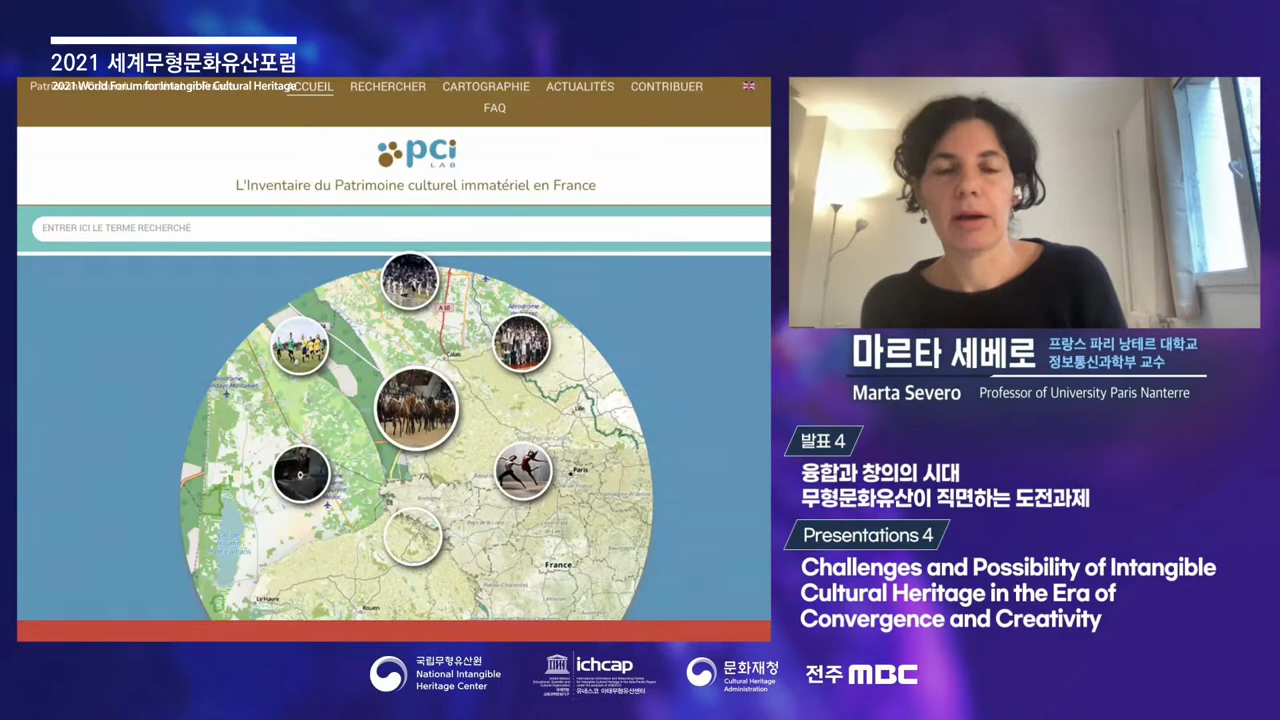 2021 세계무형문화유산포럼
2021 World Forum for Intangible Cultural Heritage
ACCUEIL RECHERCHER CARTOGRAPHIE ACTUALITÉS CONTRIBUER
FAQ
pci
LAB
L'Inventaire du Patrimoine culturel immatériel en France
ENTRER ICI LE TERME RECHERCHÉ
A 10
Calais
Lille
Paris
France
Le Havre
Rouen
마르타 세베로
프랑스 파리 낭테르 대학교
정보통신과학부 교수
Marta Severo Professor of University Paris Nanterre
발표 4
융합과 창의의 시대
무형문화유산이 직면하는 도전과제
Presentations 4
Challenges and Possibility of Intangible
Cultural Heritage in the Era of
Convergence and Creativity
국립무형유산원
National Intangible
Heritage Center
unesco
ichcap
유네스코 아태무형유산센터
문화재청
Cultural Heritage
Administration
전주 MBC